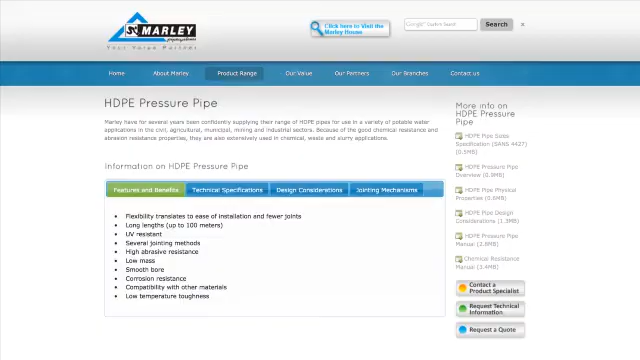 MARLEY
Your Value Partner
Click here to Visit the
Marley House
Google
Search
×
Home
About Marley
Product Range
Our Value
Our Partners
Our Branches
Contact us
HDPE Pressure Pipe
Marley have for several years been confidently supplying their range of HDPE pipes for use in a variety of potable water
applications in the civil, agricultural, municipal, mining and industrial sectors. Because of the good chemical resistance and
abrasion resistance properties, they are also extensively used in chemical, waste and slurry applications.
Information on HDPE Pressure Pipe
Features and Benefits
Technical Specifications
Design Considerations
Jointing Mechanisms
• Flexibility translates to ease of installation and fewer joints
• Long lengths (up to 100 meters)
• UV resistant
• Several jointing methods
• High abrasive resistance
• Low mass
• Smooth bore
• Corrosion resistance
• Compatibility with other materials
• Low temperature toughness
More info on
HDPE Pressure
Pipe
HDPE Pipe Sizes
Specification (SANS 4427)
(0.5MB)
HDPE Pressure Pipe
Overview (0.9MB)
HDPE Pipe Physical
Properties (0.6MB)
HDPE Pipe Design
Considerations (1.3MB)
HDPE Pressure Pipe
Manual (2.8MB)
Chemical Resistance
Manual (3.4MB)
Contact a
Product Specialist
Request Technical
Information
Request a Quote